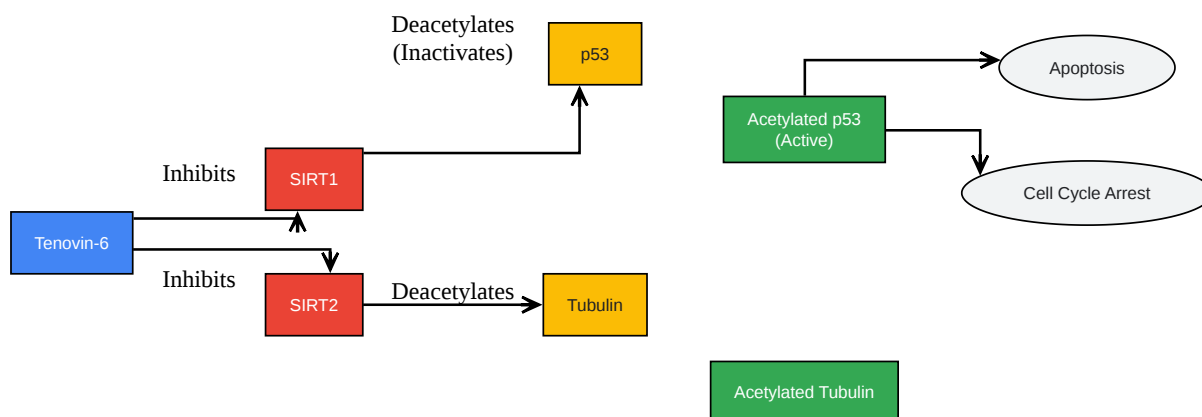 Deacetylates
(Inactivates)
p53
Apoptosis
Acetylated p53
(Active)
Inhibits
SIRT1
Cell Cycle Arrest
Tenovin-6
Inhibits
SIRT2
Deacetylates
Tubulin
Acetylated Tubulin